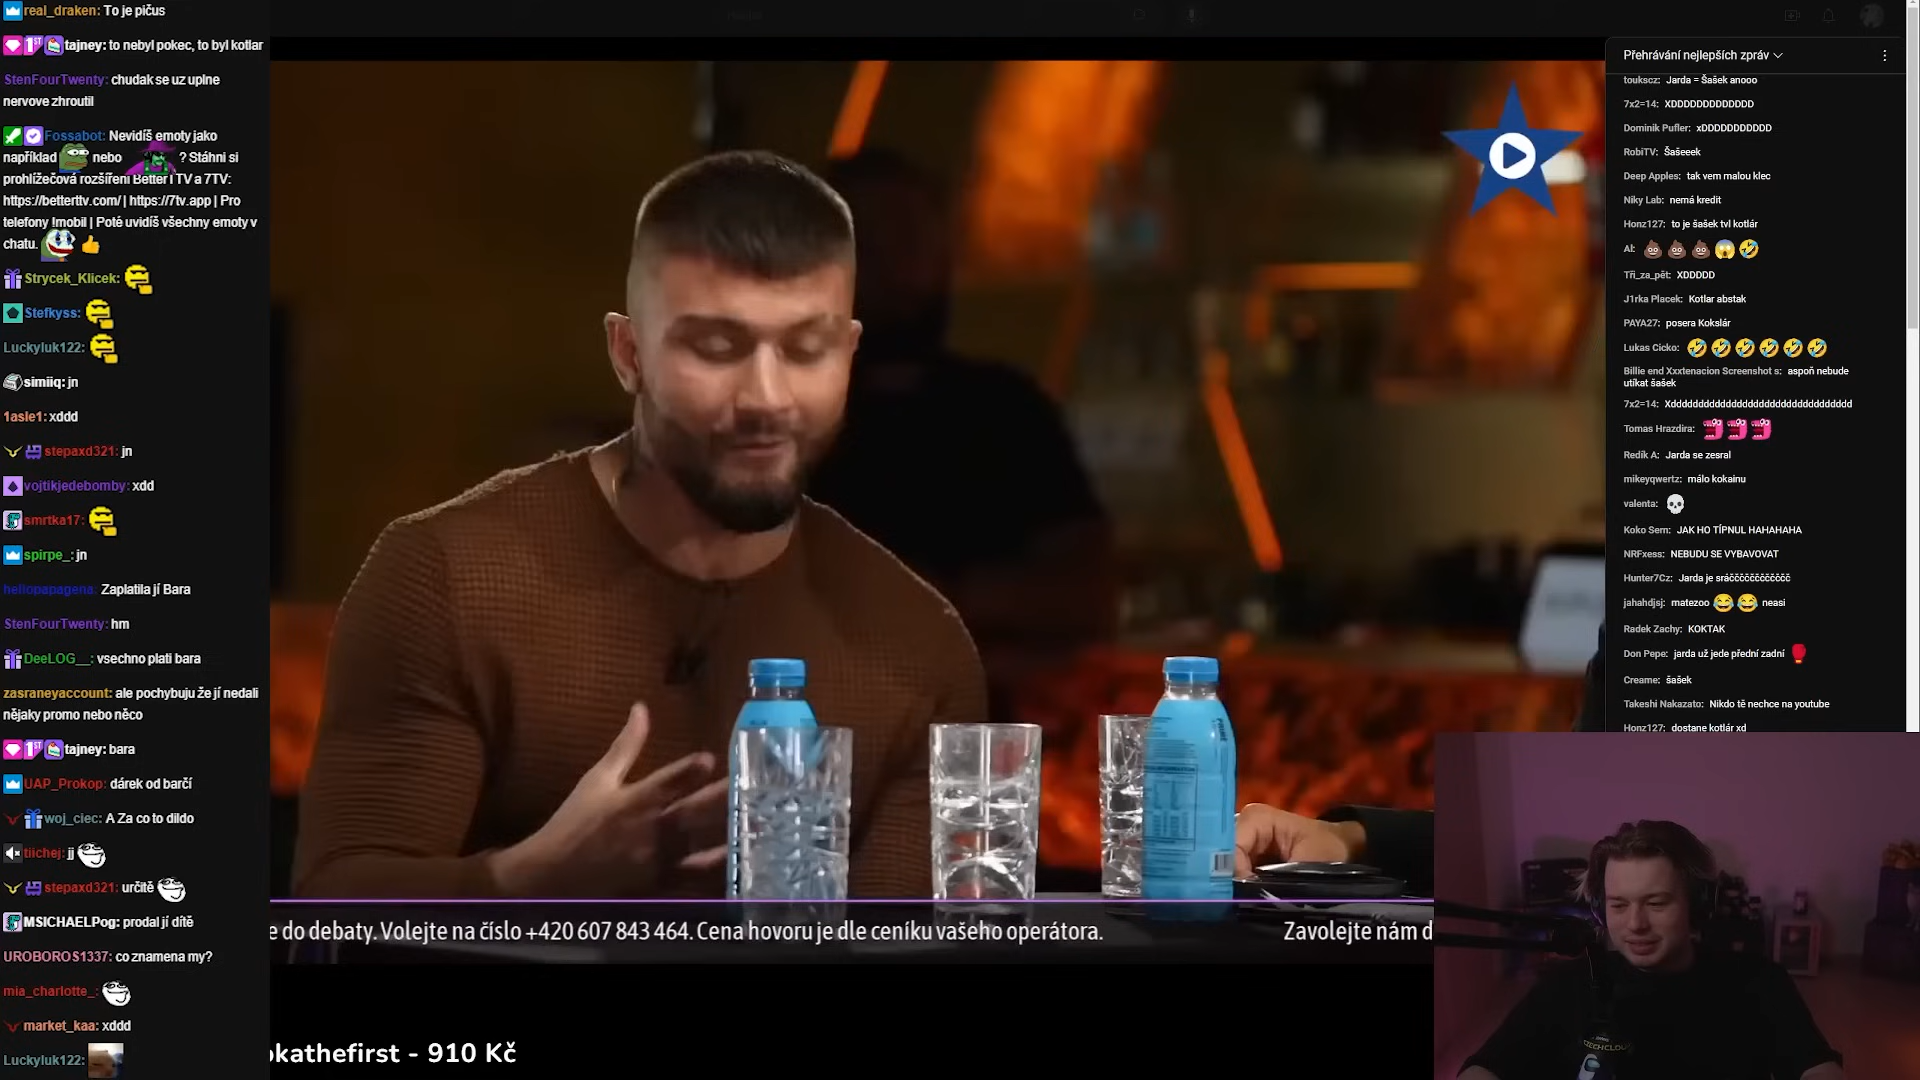 real_draken: To je pičus
tajney: to nebyl pokec, to byl kotlar
StenFourTwenty: chudak se uz uplne
nervove zhroutil
Fossabot: Nevidíš emoty jako
například nebo ? Stáhni si
prohlížečová rozšíření BetterTTV a 7TV:
https://betterttv.com/ | https://7tv.app | Pro
telefony !mobil | Poté uvidíš všechny emoty v
chatu. 👍
Strycek_Klicek:
Stefkyss:
Luckyluk122:
simiiq: jn
1asle1: xddd
stepaxd321: jn
vojtikjedebomby: xdd
smrtka17:
spirpe_: jn
hellopapagena: Zaplatila jí Bara
StenFourTwenty: hm
DeeLOG__: vsechno plati bara
zasraneyaccount: ale pochybuju že jí nedali
nějaky promo nebo něco
tajney: bara
UAP_Prokop: dárek od barčí
woj_ciec: A Za co to dildo
tiichej: jj
stepaxd321: určitě
MSICHAELPog: prodal jí dítě
UROBOROS1337: co znamena my?
mia_charlotte_:
market_kaa: xddd
Luckyluk122:
e do debaty. Volejte na číslo +420 607 843 464. Cena hovoru je dle ceníku vašeho operátora.
Zavolejte nám d
okathefirst - 910 Kč
Přehrávání nejlepších zpráv
toukscz: Jarda = Šašek anooo
7x2=14: XDDDDDDDDDDDDD
Dominik Pufler: xDDDDDDDDDDD
RobiTV: Šašeeek
Deep Apples: tak vem malou klec
Niky Lab: nemá kredit
Honz127: to je šašek tvl kotlár
Al: 💩💩💩😱🤣
Tři_za_pět: XDDDDD
J1rka Placek: Kotlar abstak
PAYA27: posera Kokslár
Lukas Cicko: 🤣🤣🤣🤣🤣🤣
Billie end Xxxtenacion Screenshot s: aspoň nebude
utíkat šašek
7x2=14: Xdddddddddddddddddddddddddddddddddd
Tomas Hrazdira:
Redík A: Jarda se zesral
mikeyqwertz: málo kokainu
valenta: 💀
Koko Sem: JAK HO TÍPNUL HAHAHAHA
NRFxess: NEBUDU SE VYBAVOVAT
Hunter7Cz: Jarda je sráčččččččččččč
jahahdjsj: matezoo 😂😂 neasi
Radek Zachy: KOKTAK
Don Pepe: jarda už jede přední zadní 🥊
Creame: šašek
Takeshi Nakazato: Nikdo tě nechce na youtube
Honz127: dostane kotlár xd